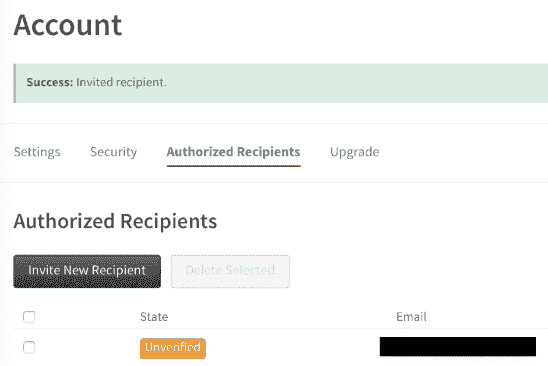 Account
Success: Invited recipient.
Settings Security Authorized Recipients Upgrade
Authorized Recipients
Invite New Recipient Delete Selected
State Email
Unverified